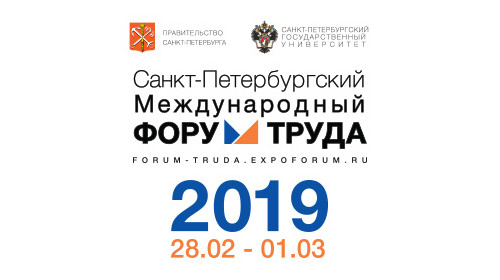 ПРАВИТЕЛЬСТВО
САНКТ-ПЕТЕРБУРГА
САНКТ-ПЕТЕРБУРГСКИЙ
ГОСУДАРСТВЕННЫЙ
УНИВЕРСИТЕТ
Санкт-Петербургский
Международный
ФОРУМ ТРУДА
FORUM-TRUDA.EXPOFORUM.RU
2019
28.02 - 01.03